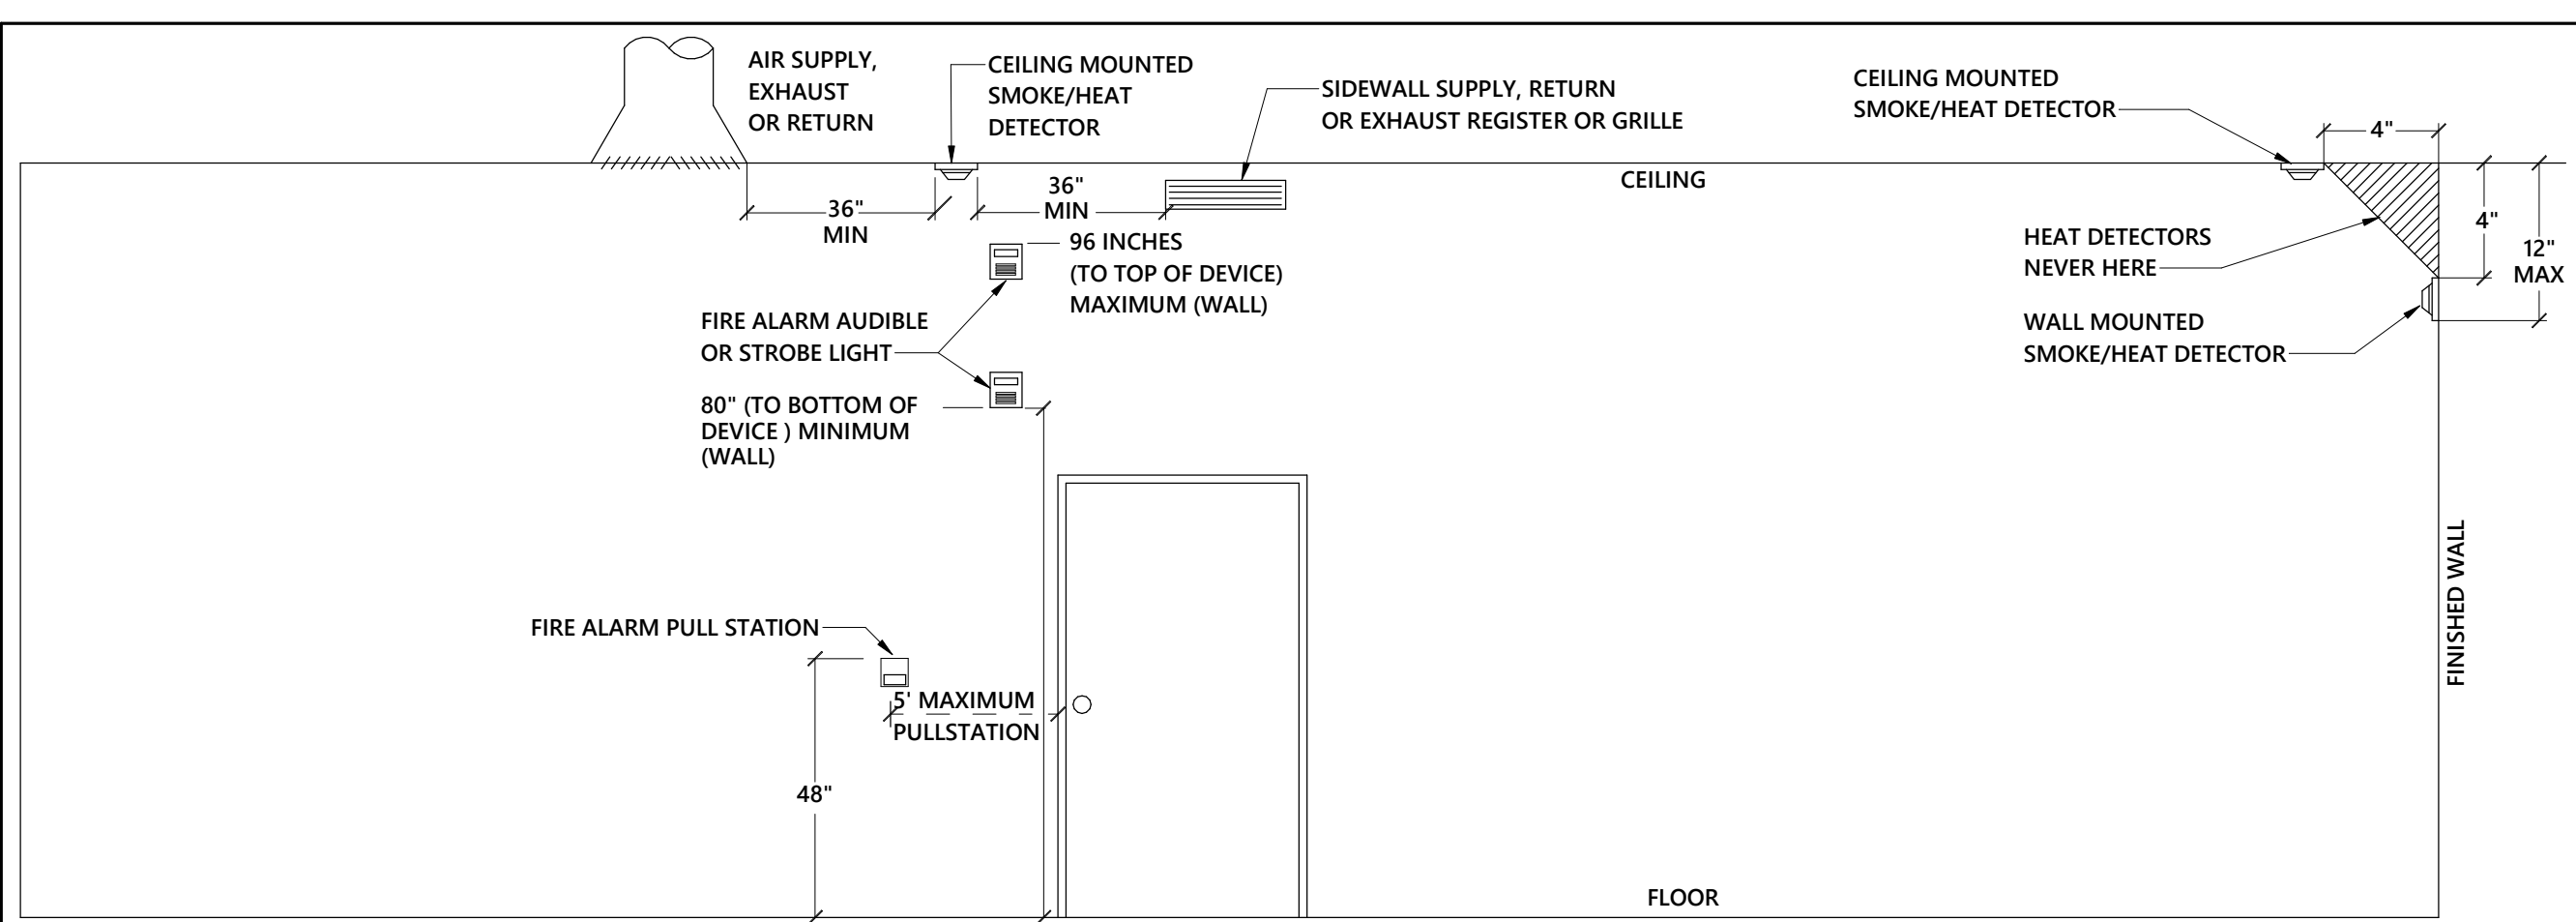 AIR SUPPLY,
EXHAUST
OR RETURN
CEILING MOUNTED
SMOKE/HEAT
DETECTOR
SIDEWALL SUPPLY, RETURN
OR EXHAUST REGISTER OR GRILLE
CEILING MOUNTED
SMOKE/HEAT DETECTOR
4"
36"
MIN
36"
MIN
CEILING
4"
12"
MAX
96 INCHES
(TO TOP OF DEVICE)
MAXIMUM (WALL)
HEAT DETECTORS
NEVER HERE
FIRE ALARM AUDIBLE
OR STROBE LIGHT
WALL MOUNTED
SMOKE/HEAT DETECTOR
80" (TO BOTTOM OF
DEVICE ) MINIMUM
(WALL)
FINISHED WALL
FIRE ALARM PULL STATION
5' MAXIMUM
PULLSTATION
48"
FLOOR